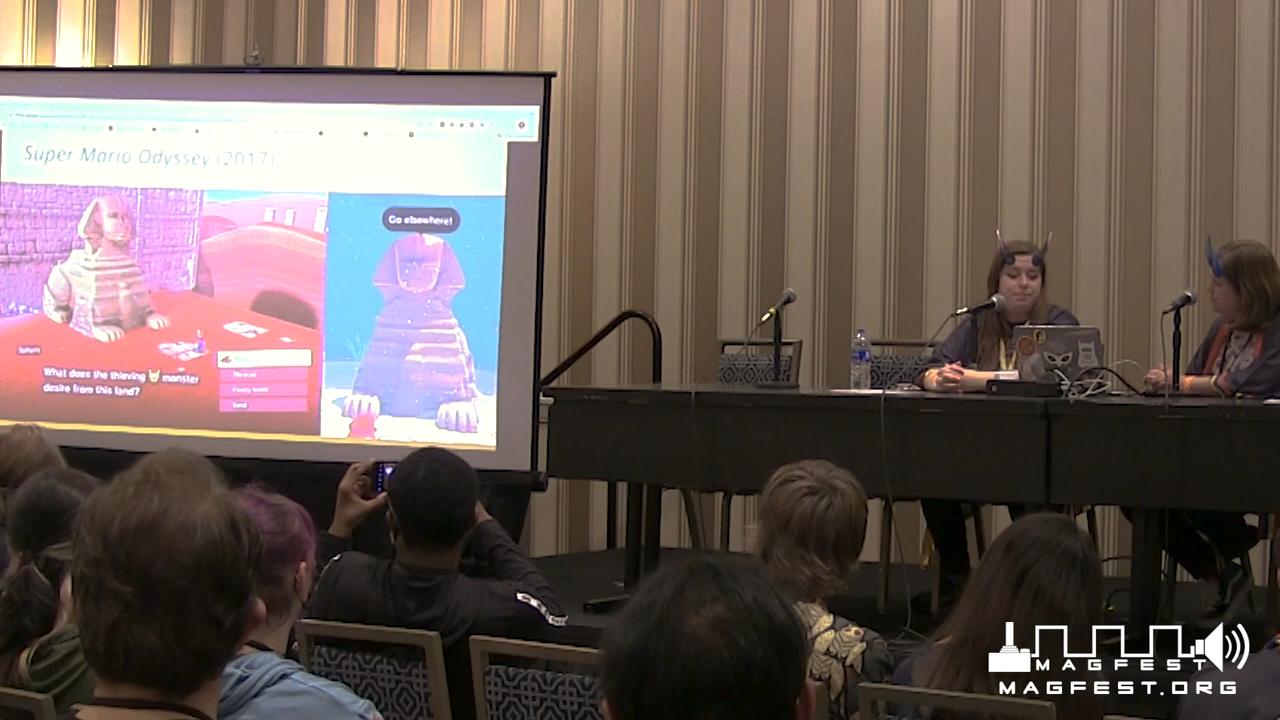 Super Mario Odyssey (2017)
Go elsewhere!
Sphynx
What does the thieving monster
desire from this land?
Sand
MAGFEST
MAGFEST.ORG